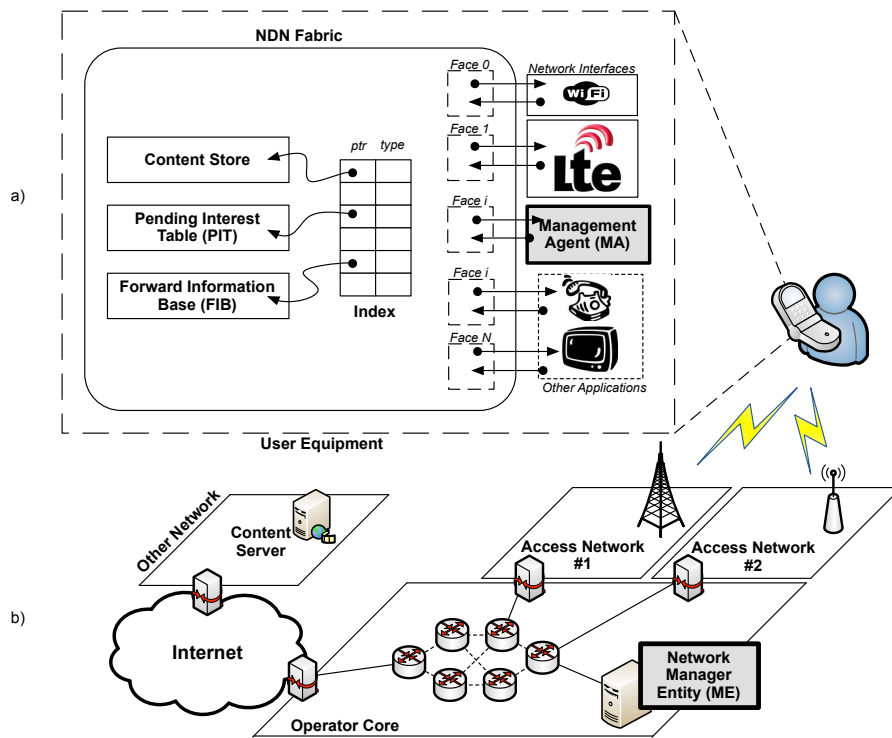 NDN Fabric
Face 0
Network Interfaces
Wi Fi
Face 1
ptr type
Content Store
Lte
a)
Face i
Pending Interest
Table (PIT)
Management
Agent (MA)
Forward Information
Base (FIB)
Face i
Index
Face N
Other Applications
User Equipment
Other Network
Content
Server
Access Network
#1
Access Network
#2
b)
Internet
Network
Manager
Entity (ME)
Operator Core